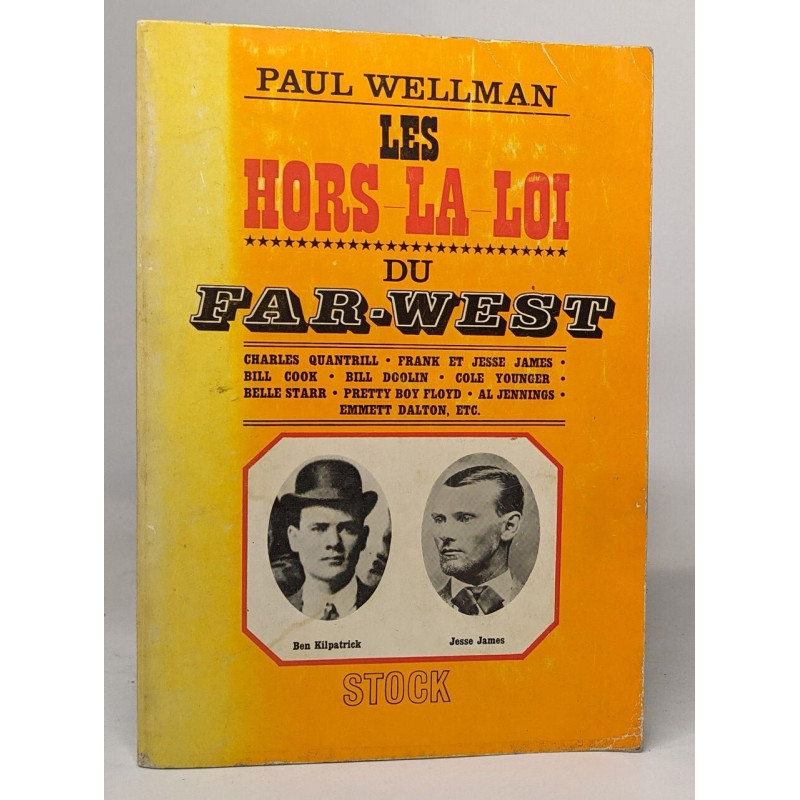 PAUL WELLMAN
LES
HORS-LA-LOI
DU
FAR-WEST
CHARLES QUANTRILL • FRANK ET JESSE JAMES •
BILL COOK • BILL DOOLIN • COLE YOUNGER •
BELLE STARR • PRETTY BOY FLOYD • AL JENNINGS •
EMMETT DALTON, ETC.
Ben Kilpatrick
Jesse James
STOCK